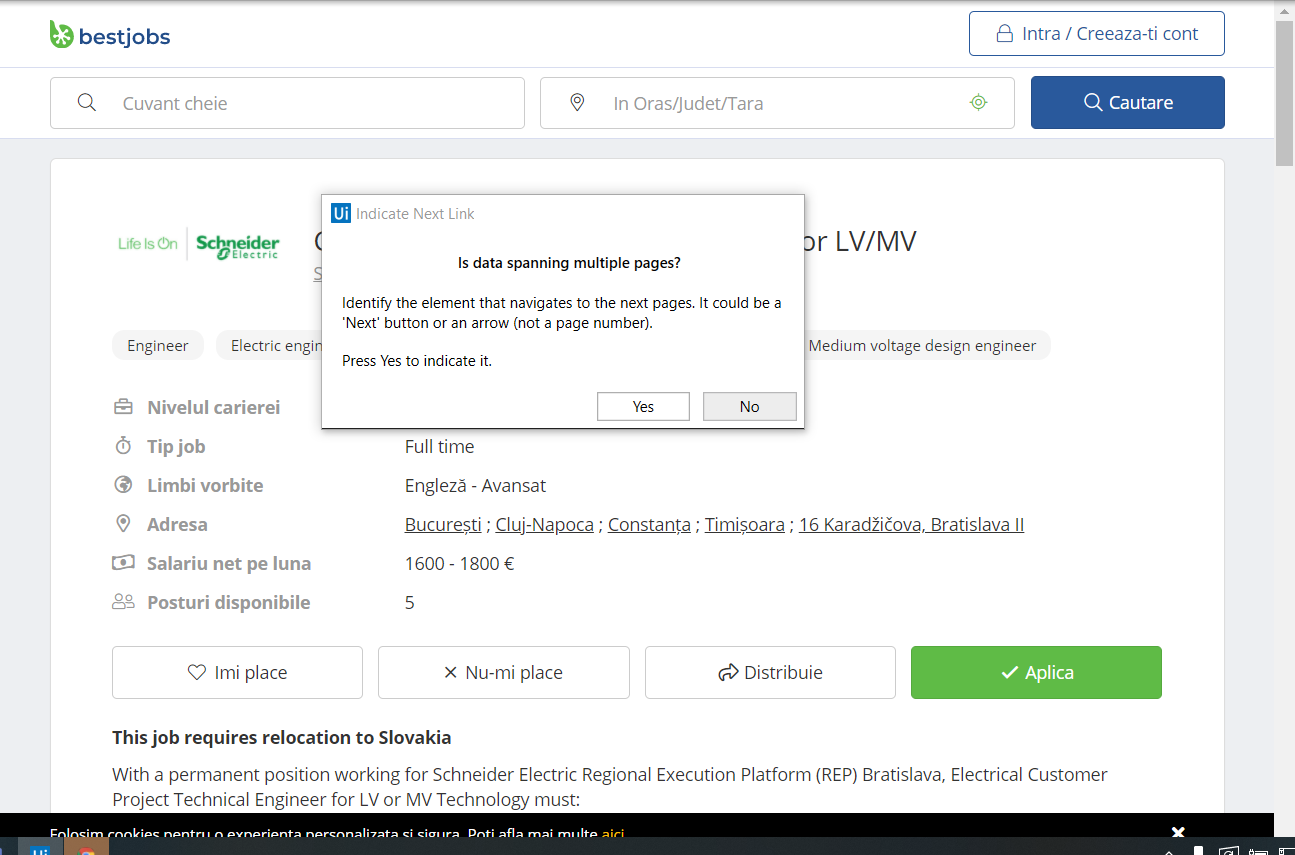 bestjobs
Intra / Creeaza-ti cont
Cuvant cheie
In Oras/Judet/Tara
Cautare
Life Is On
Schneider Electric
or LV/MV
Ui Indicate Next Link
Is data spanning multiple pages?
Identify the element that navigates to the next pages. It could be a
'Next' button or an arrow (not a page number).
Press Yes to indicate it.
Yes
No
Engineer
Electric
Medium voltage design engineer
Nivelul carierei
Tip job Full time
Limbi vorbite Engleză - Avansat
Adresa București ; Cluj-Napoca ; Constanța ; Timișoara ; 16 Karadžičova, Bratislava II
Salariu net pe luna 1600 - 1800 €
Posturi disponibile 5
Imi place
Nu-mi place
Distribuie
Aplica
This job requires relocation to Slovakia
With a permanent position working for Schneider Electric Regional Execution Platform (REP) Bratislava, Electrical Customer
Project Technical Engineer for LV or MV Technology must:
Folosim cookies pentru o experienta personalizata si sigura. Poti afla mai multe aici
Ui